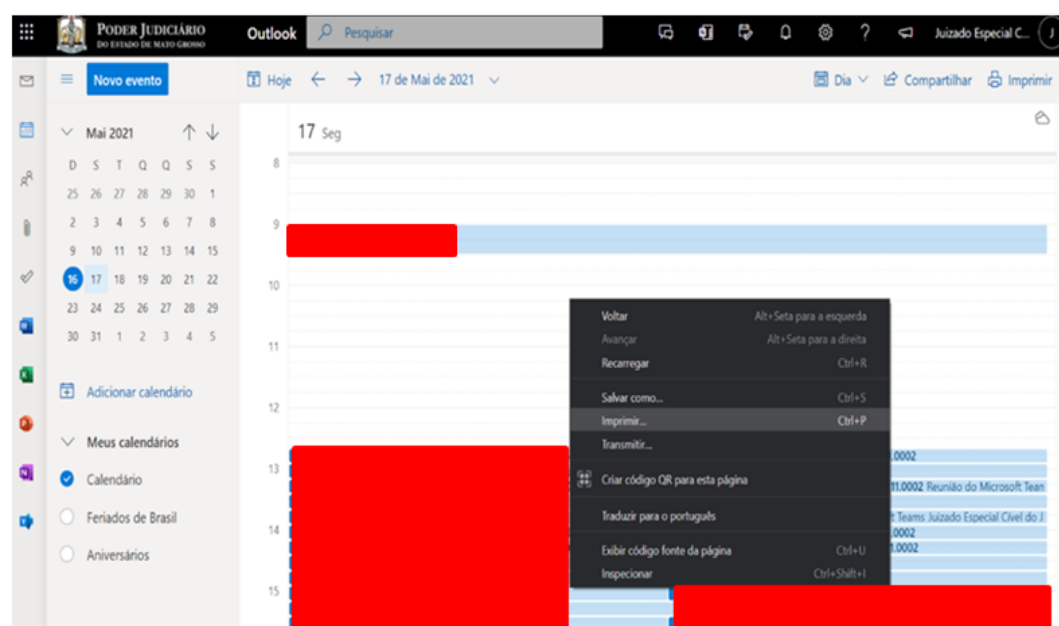 PODER JUDICIÁRIO
DO ESTADO DE MATO GROSSO
Outlook
Pesquisar
Juizado Especial C...
J
Novo evento
Hoje
17 de Mai de 2021
Dia
Compartilhar
Imprimir
Mai 2021
D S T Q Q S S
25 26 27 28 29 30 1
2 3 4 5 6 7 8
9 10 11 12 13 14 15
16 17 18 19 20 21 22
23 24 25 26 27 28 29
30 31 1 2 3 4 5
Adicionar calendário
Meus calendários
Calendário
Feriados de Brasil
Aniversários
17 Seg
8
9
10
11
12
13
14
15
Voltar Alt+Seta para a esquerda
Avançar Alt+Seta para a direita
Recarregar Ctrl+R
Salvar como... Ctrl+S
Imprimir... Ctrl+P
Transmitir...
Criar código QR para esta página
Traduzir para o português
Exibir código fonte da página Ctrl+U
Inspecionar Ctrl+Shift+I
.0002
11.0002 Reunião do Microsoft Tean
t Teams Juizado Especial Cível do J
.0002
1.0002